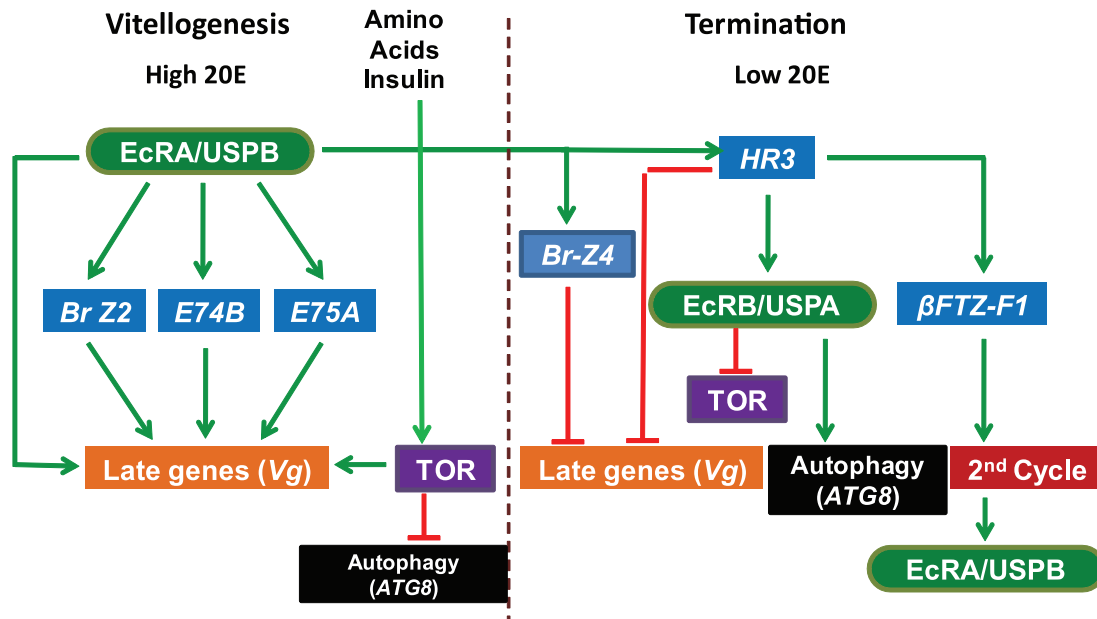 Vitellogenesis
High 20E
Amino
Acids
Insulin
Termination
Low 20E
EcRA/USPB
HR3
Br-Z4
Br Z2
E74B
E75A
EcRB/USPA
βFTZ-F1
TOR
Late genes (Vg)
TOR
Late genes (Vg)
Autophagy
(ATG8)
2nd Cycle
Autophagy
(ATG8)
EcRA/USPB